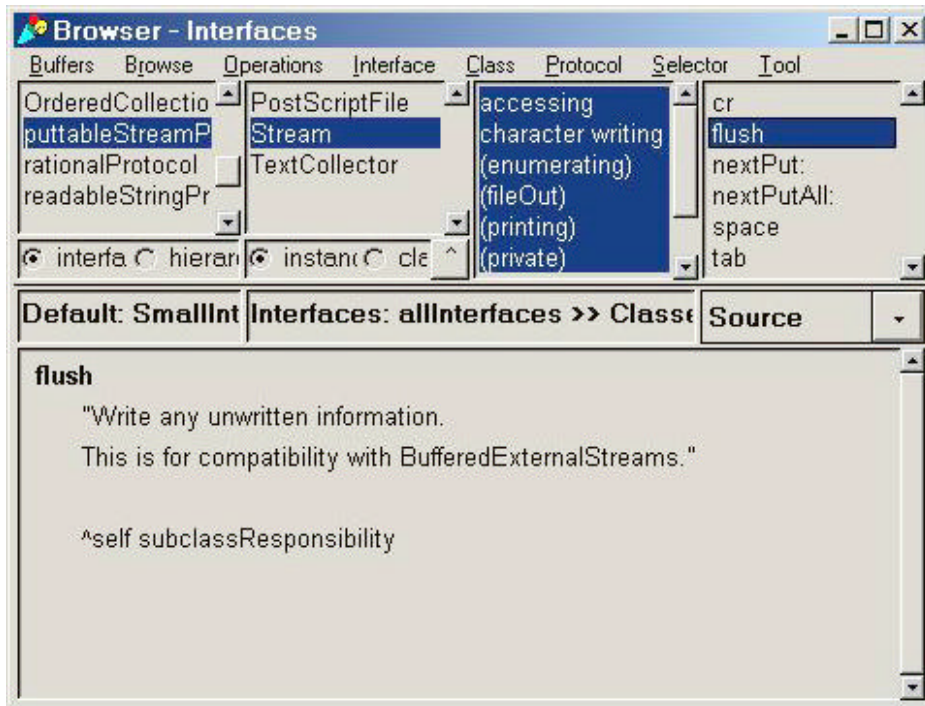 Browser - Interfaces
Buffers Browse Operations Interface Class Protocol Selector Tool
OrderedCollectio
puttableStreamP
rationalProtocol
readableStringPr
PostScriptFile
Stream
TextCollector
accessing
character writing
(enumerating)
(fileOut)
(printing)
(private)
cr
flush
nextPut:
nextPutAll:
space
tab
interfa hierar instanc cla ^
Default: SmallInt Interfaces: allInterfaces >> Classe Source
flush
"Write any unwritten information.
This is for compatibility with BufferedExternalStreams."
^self subclassResponsibility